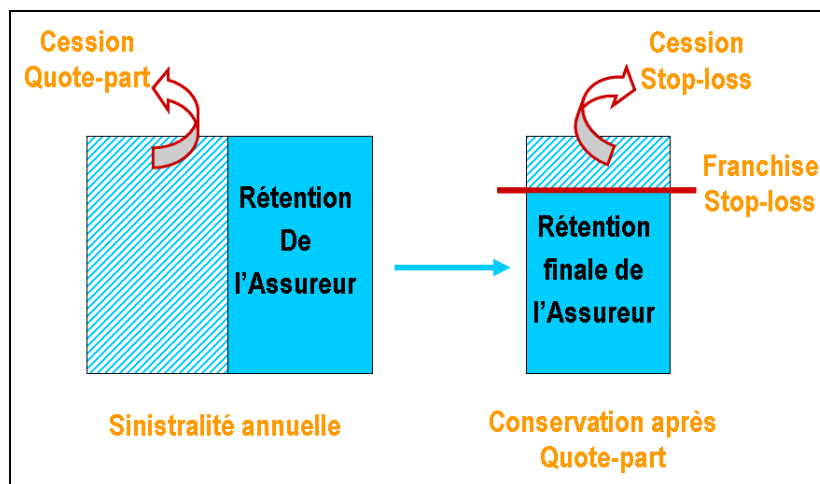 Cession
Quote-part
Rétention
De
l'Assureur
Sinistralité annuelle
Cession
Stop-loss
Franchise
Stop-loss
Rétention
finale de
l'Assureur
Conservation après
Quote-part